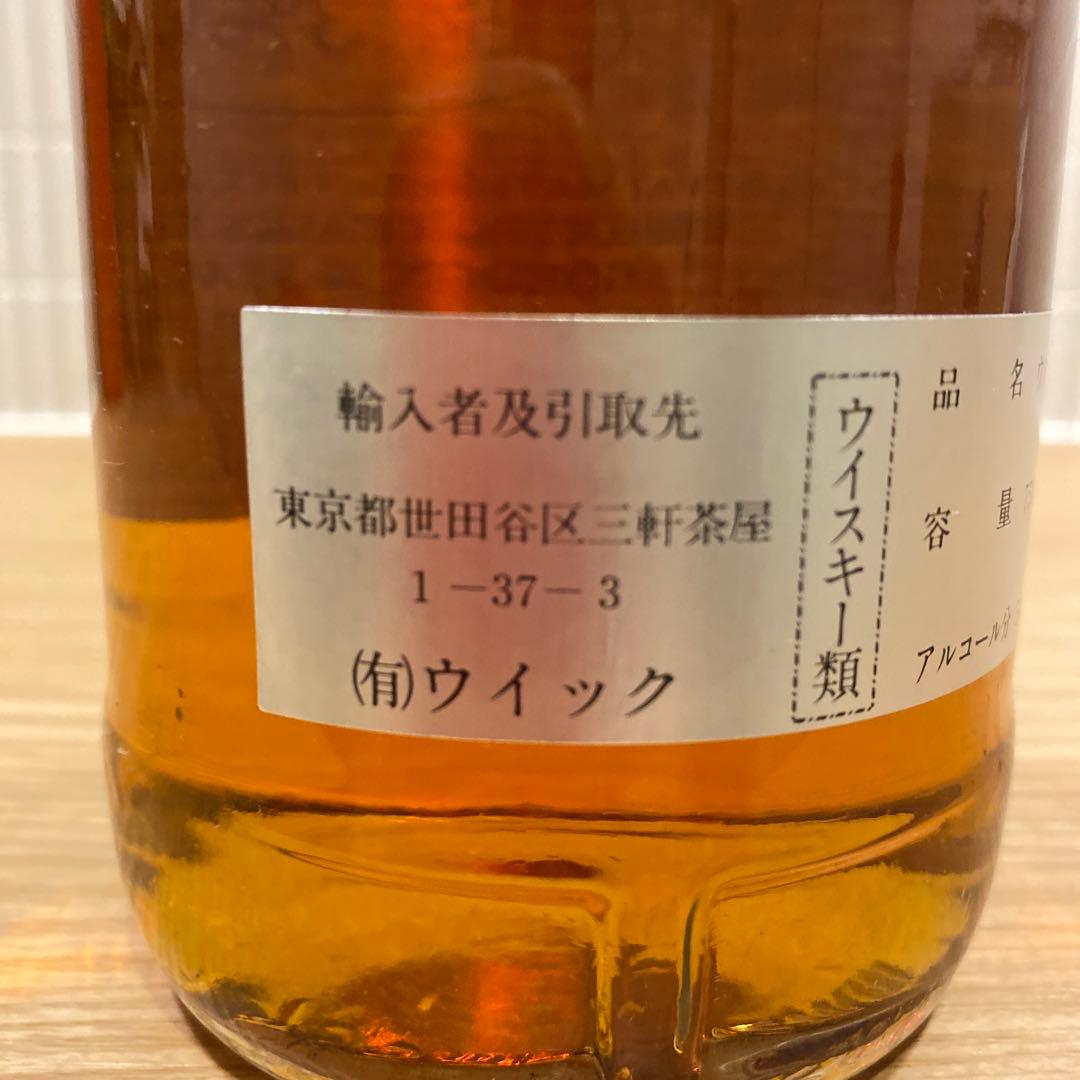 輸入者及引取先
東京都世田谷区三軒茶屋
1－37－3
㈲ウイック
ウイスキー類
品名
容量
アルコール分